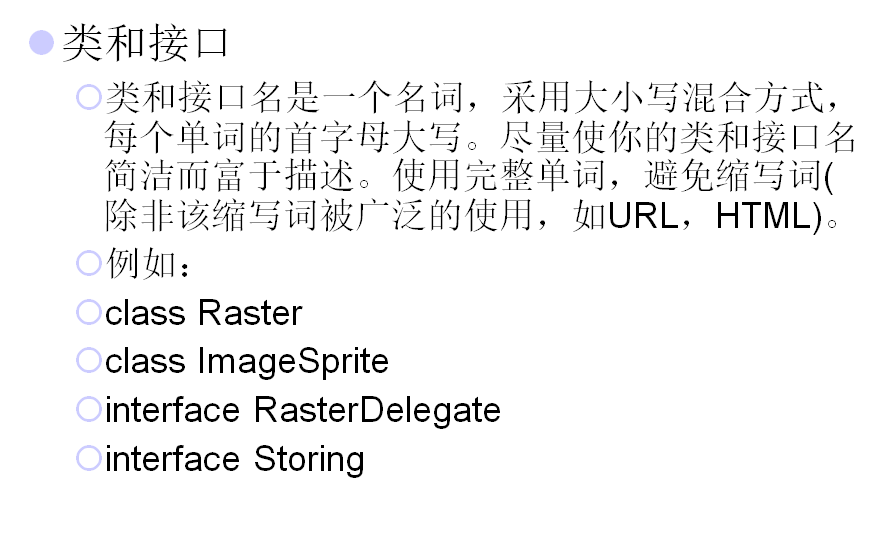 类和接口
类和接口名是一个名词，采用大小写混合方式，
每个单词的首字母大写。尽量使你的类和接口名
简洁而富于描述。使用完整单词，避免缩写词(
除非该缩写词被广泛的使用，如URL，HTML)。
例如：
class Raster
class ImageSprite
interface RasterDelegate
interface Storing